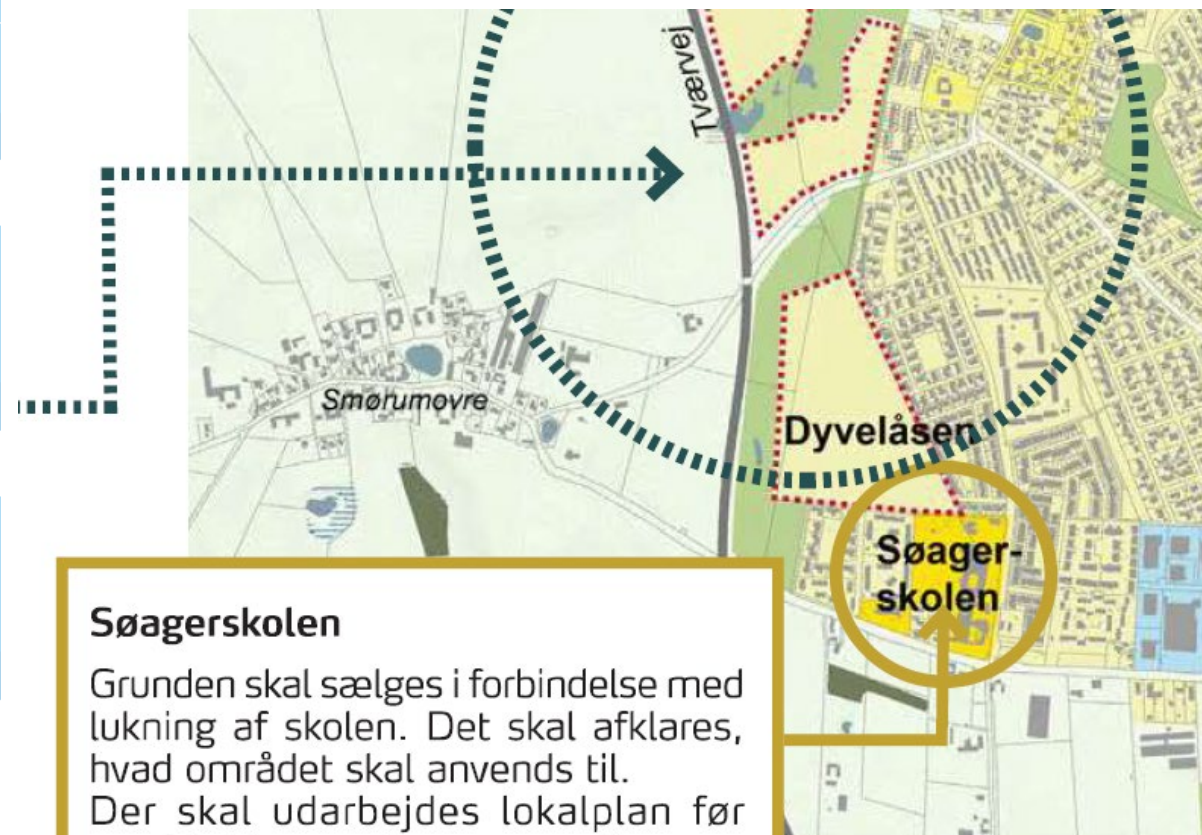 Tværvej
Smørumovre
Dyvelåsen
Søager-
skolen
Søagerskolen
Grunden skal sælges i forbindelse med
lukning af skolen. Det skal afklares,
hvad området skal anvends til.
Der skal udarbejdes lokalplan før